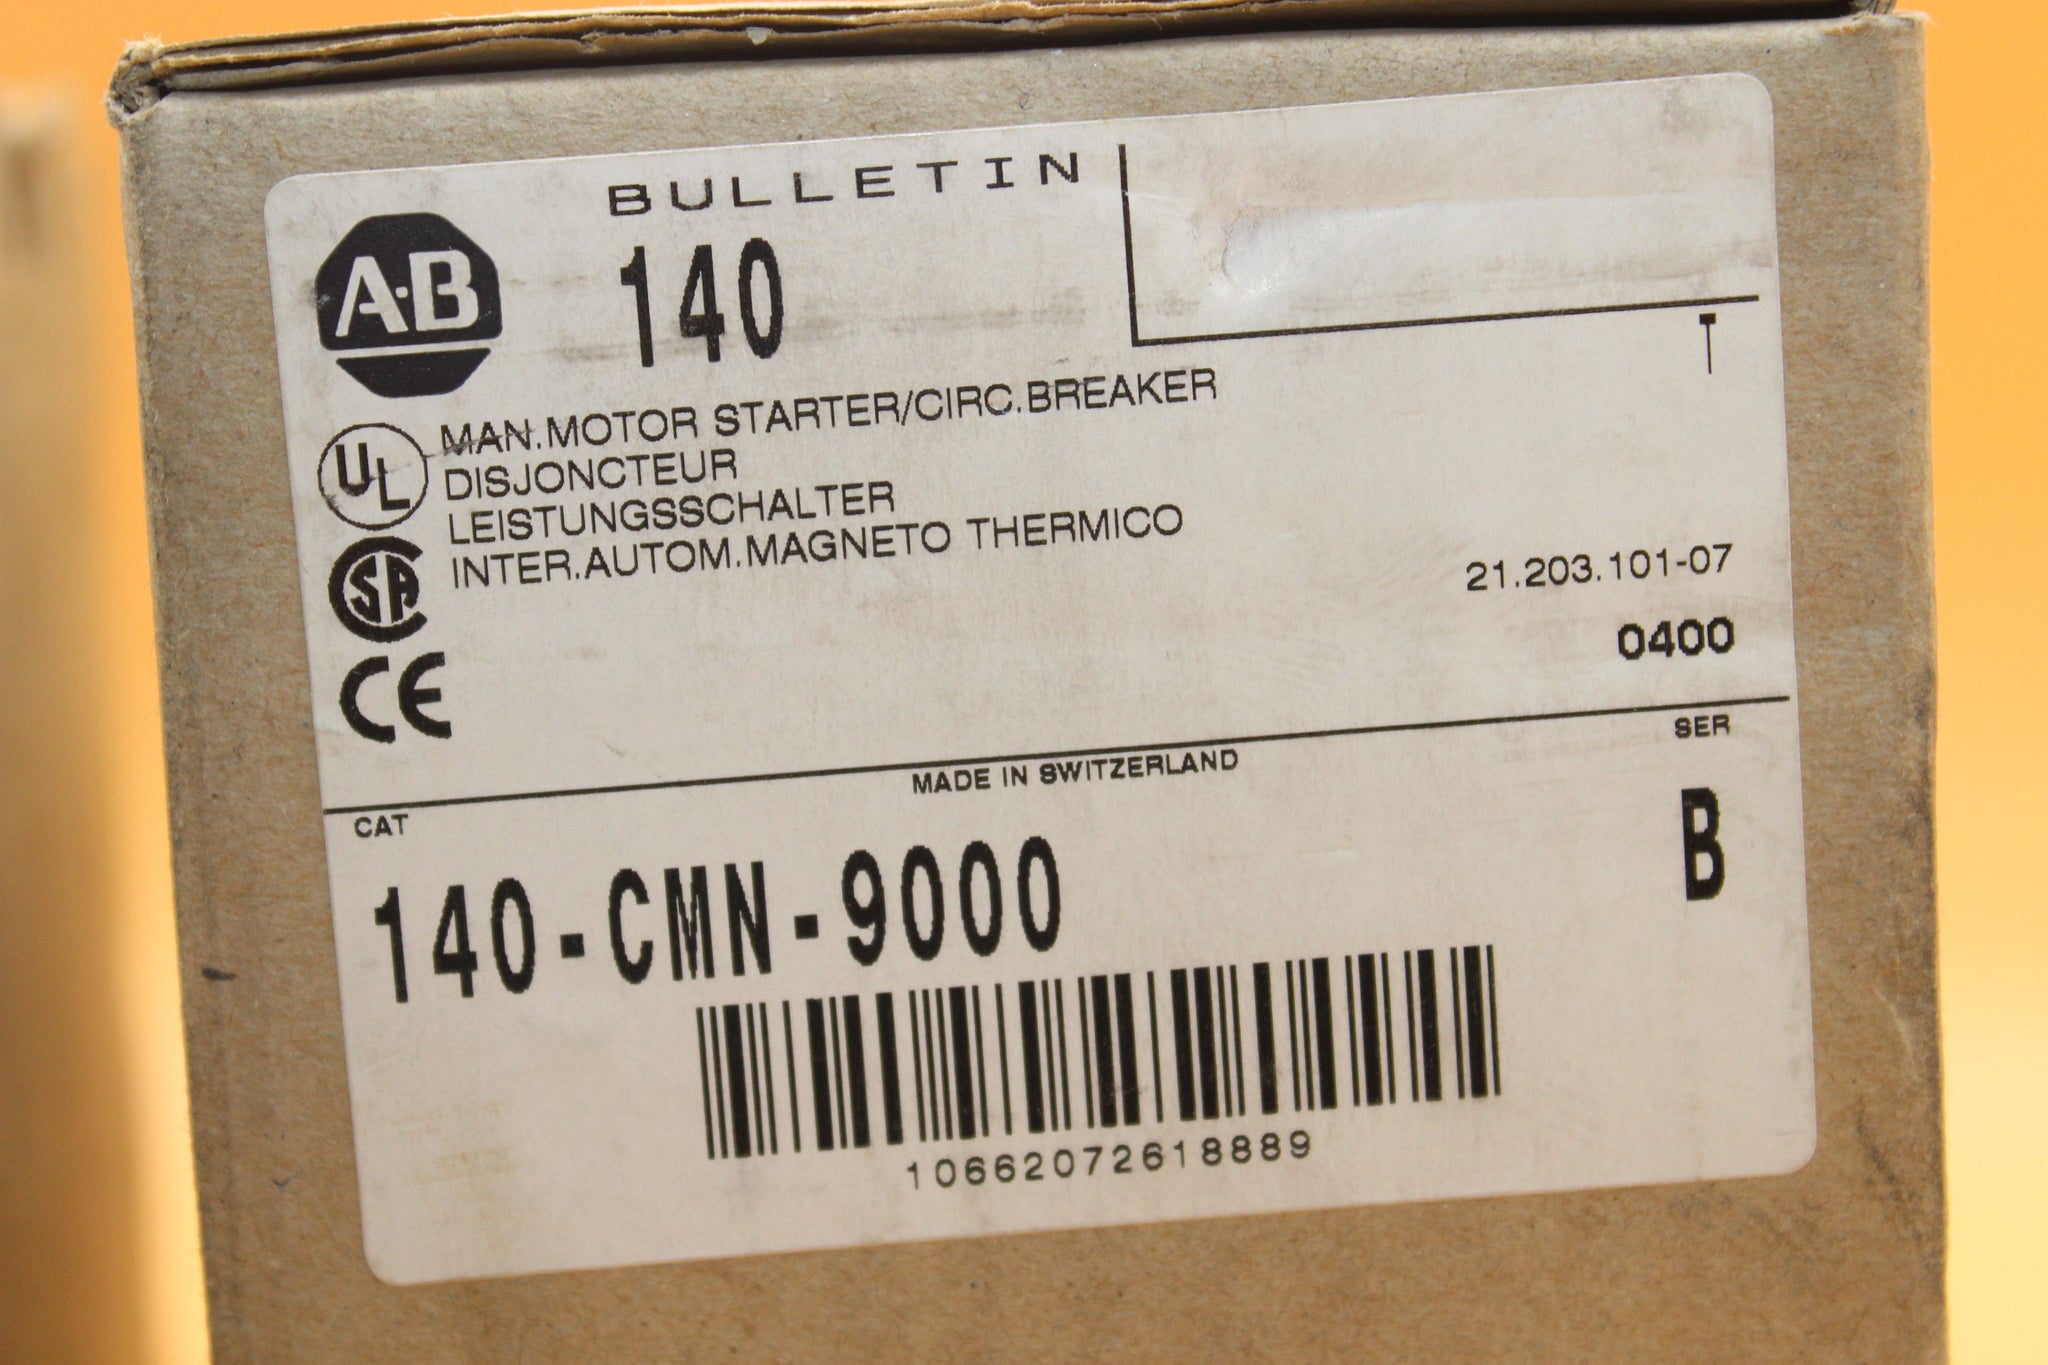 BULLETIN
A·B
140
MAN.MOTOR STARTER/CIRC.BREAKER
UL
DISJONCTEUR
LEISTUNGSSCHALTER
INTER.AUTOM.MAGNETO THERMICO
SA
21.203.101-07
0400
CE
SER
MADE IN SWITZERLAND
CAT
B
140-CMN-9000
10662072618889